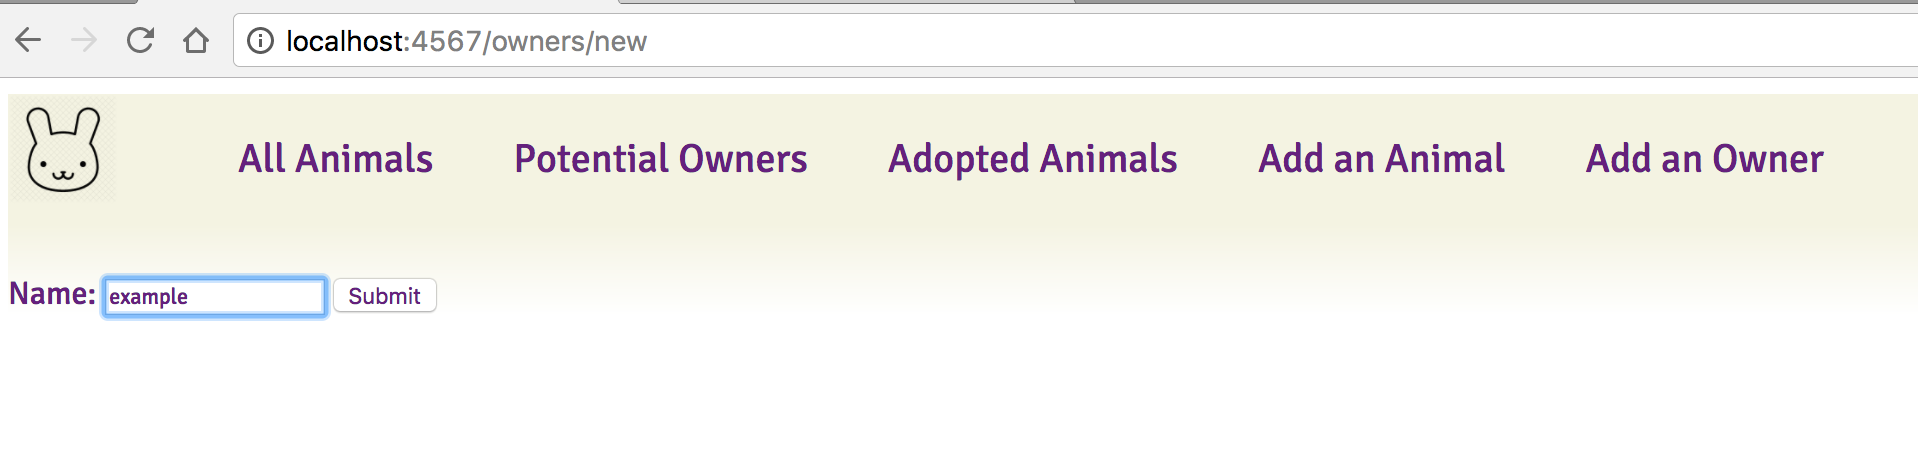 localhost:4567/owners/new
All Animals Potential Owners Adopted Animals Add an Animal Add an Owner
Name: example Submit